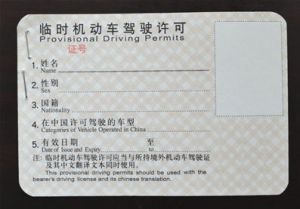 临时机动车驾驶许可
Provisional Driving Permits
证号
1. 姓名
Name
2. 性别
Sex
3. 国籍
Nationality
4. 在中国许可驾驶的车型
Categories of Vehicle Operated in China
5. 有效日期 至
Date of Issue and Expiry to
注: 临时机动车驾驶许可应当与所持境外机动车驾驶证
及其中文翻译文本同时使用。
This provisional driving permits should be used with the
bearer's driving license and its chinese translation.